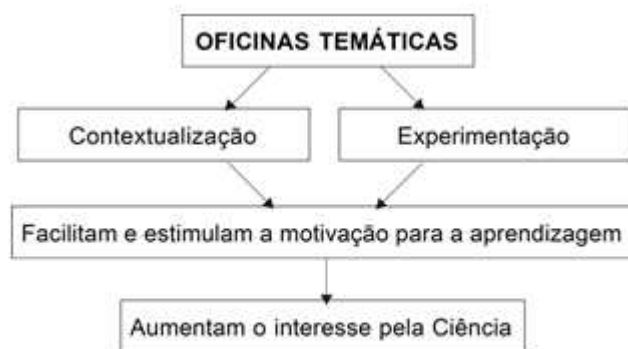 OFICINAS TEMÁTICAS
Contextualização
Experimentação
Facilitam e estimulam a motivação para a aprendizagem
Aumentam o interesse pela Ciência